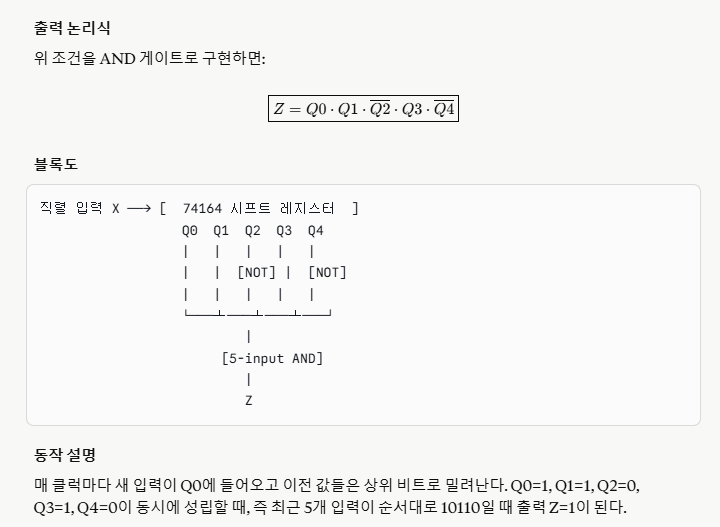 출력 논리식
위 조건을 AND 게이트로 구현하면:
Z = Q0 · Q1 · Q2̅ · Q3 · Q4̅
블록도
직렬 입력 X ──> [  74164 시프트 레지스터  ]
Q0  Q1  Q2  Q3  Q4
|   |   |   |   |
|   |  [NOT] |  [NOT]
|   |   |   |   |
└───┴───┴───┴───┘
|
[5-input AND]
|
Z
동작 설명
매 클럭마다 새 입력이 Q0에 들어오고 이전 값들은 상위 비트로 밀려난다. Q0=1, Q1=1, Q2=0,
Q3=1, Q4=0이 동시에 성립할 때, 즉 최근 5개 입력이 순서대로 10110일 때 출력 Z=1이 된다.